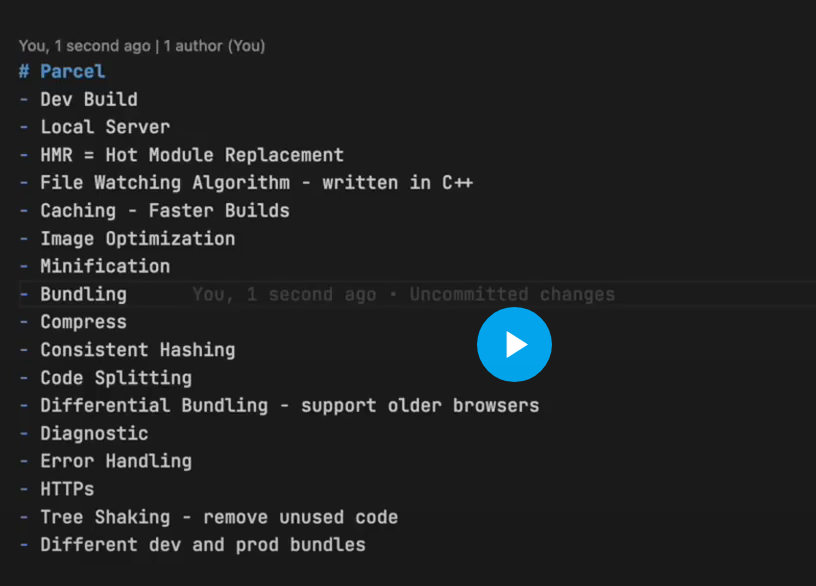 You, 1 second ago | 1 author (You)
# Parcel
- Dev Build
- Local Server
- HMR = Hot Module Replacement
- File Watching Algorithm - written in C++
- Caching - Faster Builds
- Image Optimization
- Minification
- Bundling You, 1 second ago • Uncommitted changes
- Compress
- Consistent Hashing
- Code Splitting
- Differential Bundling - support older browsers
- Diagnostic
- Error Handling
- HTTPs
- Tree Shaking - remove unused code
- Different dev and prod bundles